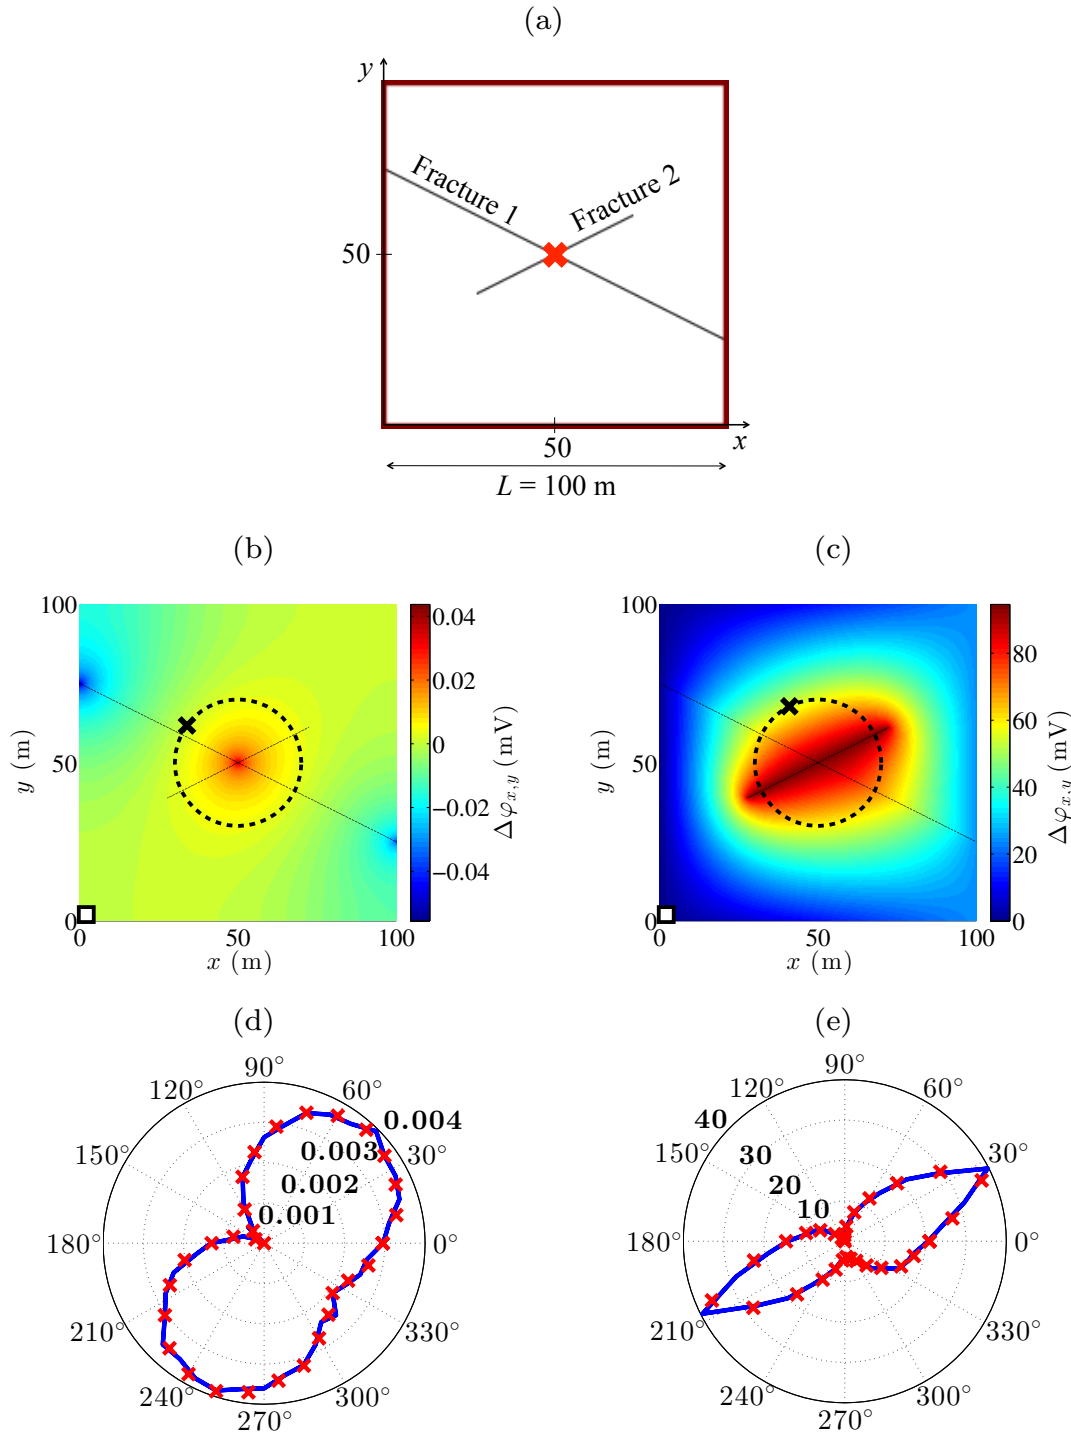 (a)
y
Fracture 1
Fracture 2
50
50
x
L = 100 m
(b)
(c)
100
50
0
0 50 100
x (m)
y (m)
0.04
0.02
0
−0.02
−0.04
Δφx,y (mV)
100
50
0
0 50 100
x (m)
y (m)
80
60
40
20
0
Δφx,y (mV)
(d)
(e)
90°
120° 60°
150° 30°
180° 0°
210° 330°
240° 300°
270°
0.004
0.003
0.002
0.001
90°
120° 60°
150° 30°
180° 0°
210° 330°
240° 300°
270°
40
30
20
10